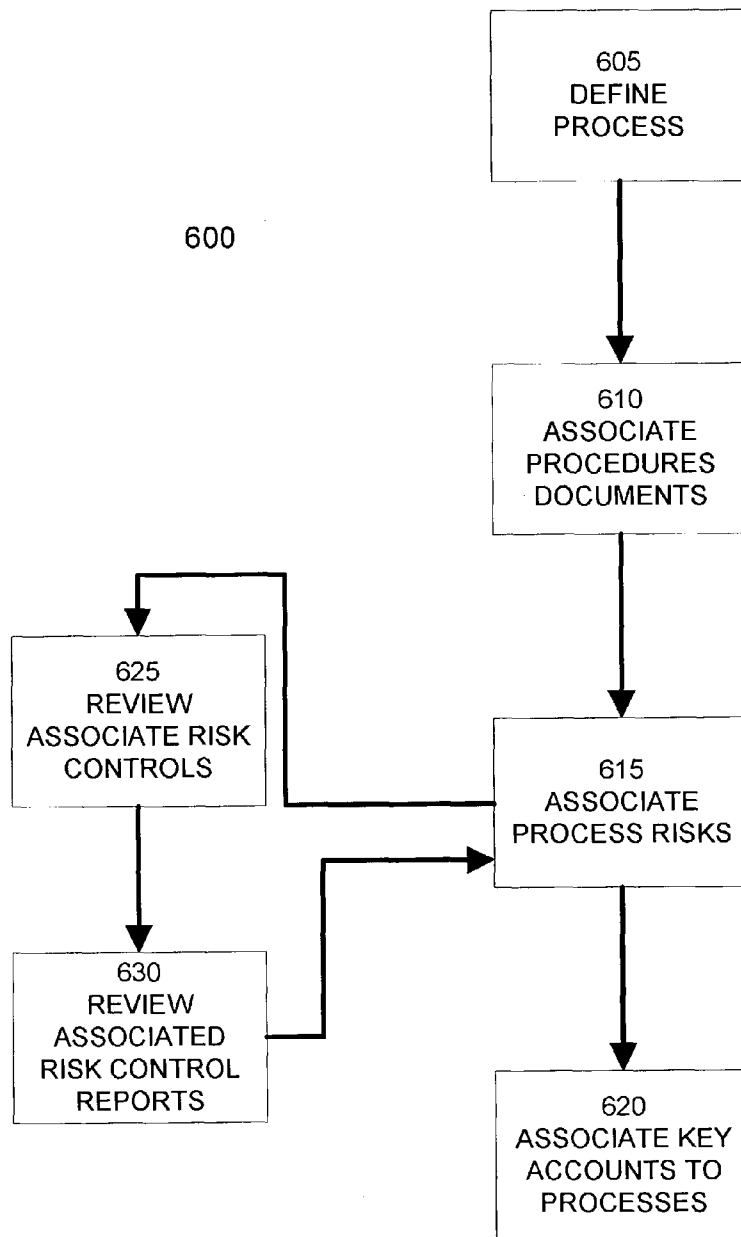 605
DEFINE
PROCESS
600
610
ASSOCIATE
PROCEDURES
DOCUMENTS
625
REVIEW
ASSOCIATE RISK
CONTROLS
615
ASSOCIATE
PROCESS RISKS
630
REVIEW
ASSOCIATED
RISK CONTROL
REPORTS
620
ASSOCIATE KEY
ACCOUNTS TO
PROCESSES